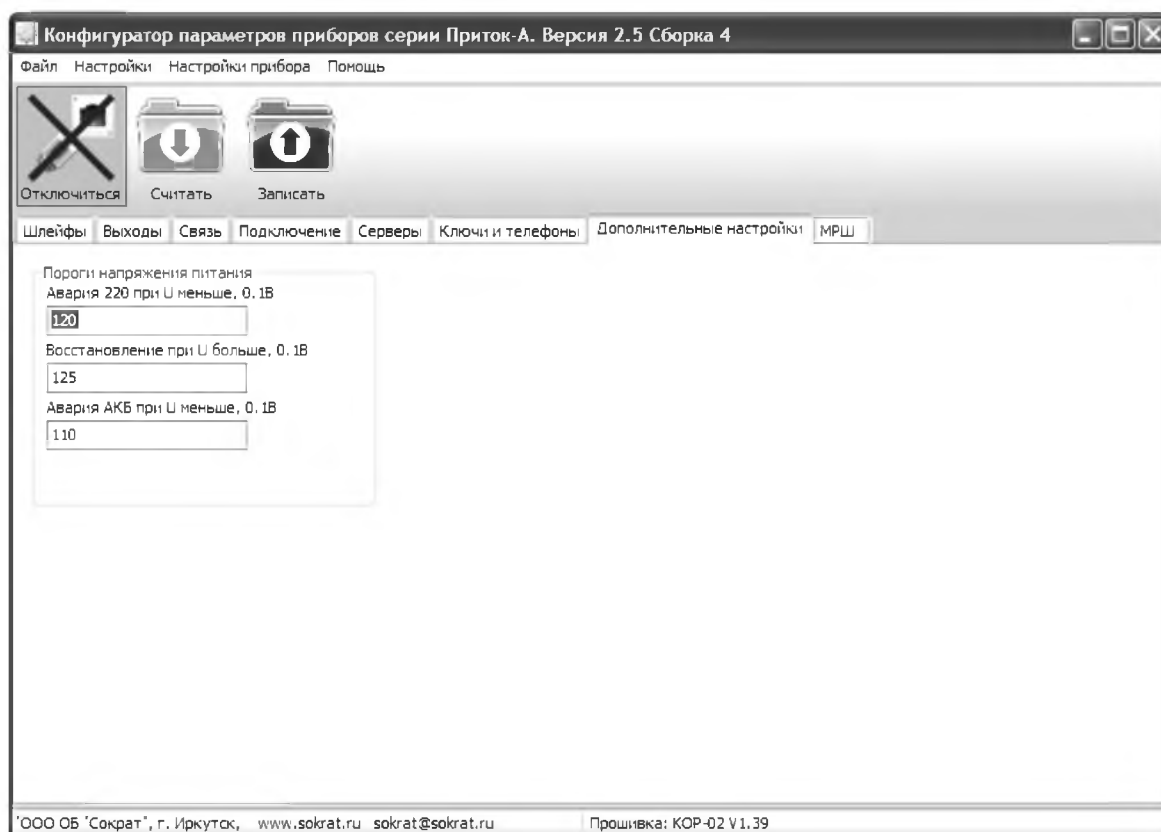 Конфигуратор параметров приборов серии Приток-А. Версия 2.5 Сборка 4
Файл Настройки Настройки прибора Помощь
Отключиться Считать Записать
Шлейфы Выходы Связь Подключение Серверы Ключи и телефоны Дополнительные настройки МРШ
Пороги напряжения питания
Авария 220 при U меньше, 0.1В
120
Восстановление при U больше, 0.1В
125
Авария АКБ при U меньше, 0.1В
110
'ООО ОБ "Сократ", г. Иркутск, www.sokrat.ru sokrat@sokrat.ru Прошивка: КОР-02 V1.39